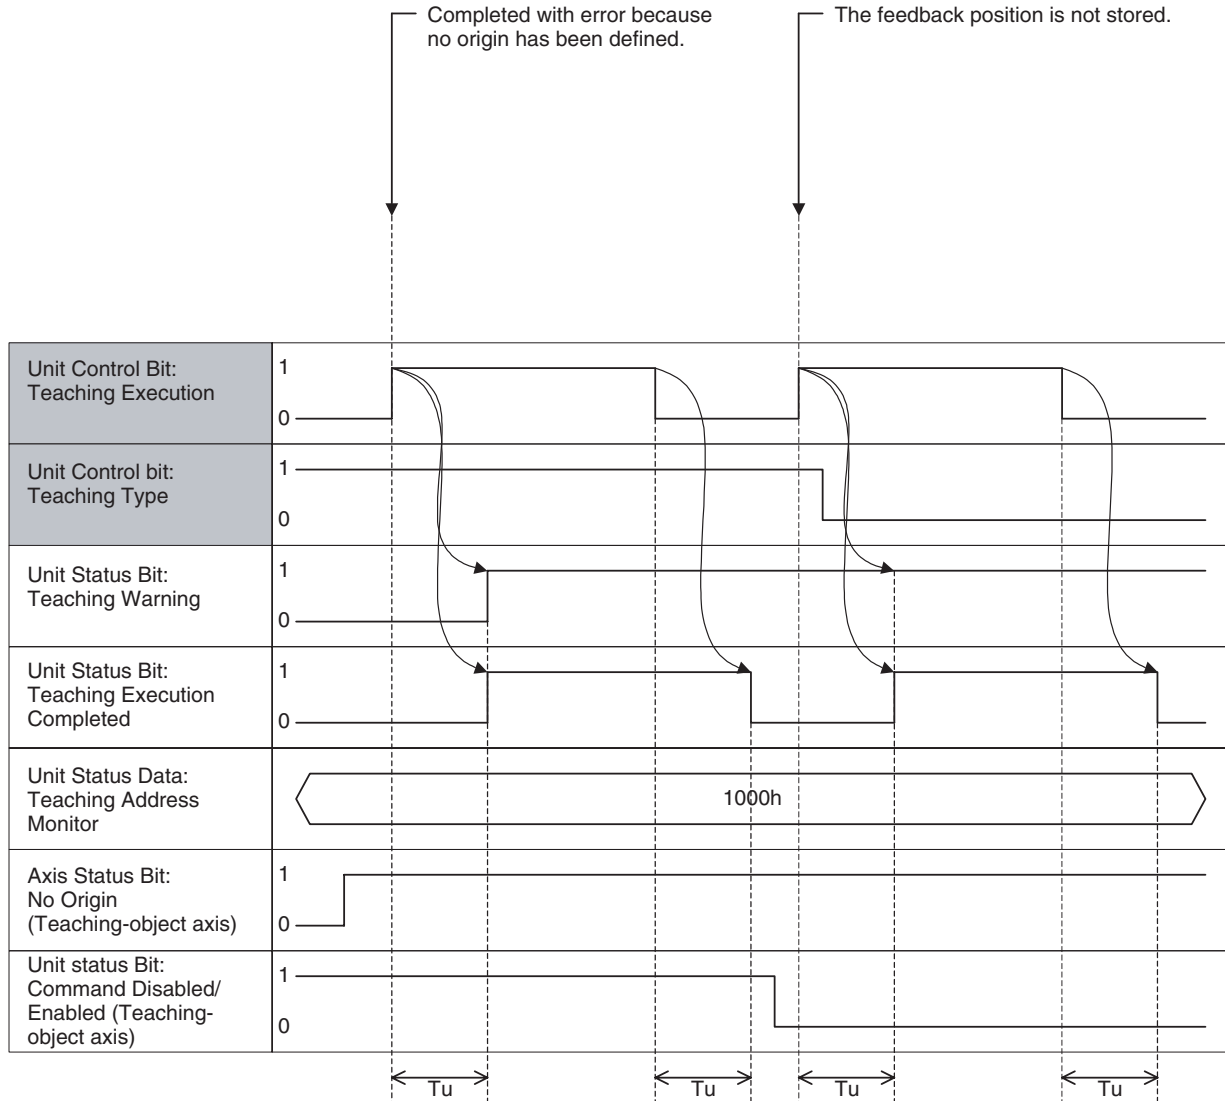 Completed with error because
no origin has been defined.
The feedback position is not stored.
Unit Control Bit:
Teaching Execution
1
0
Unit Control bit:
Teaching Type
1
0
Unit Status Bit:
Teaching Warning
1
0
Unit Status Bit:
Teaching Execution
Completed
1
0
Unit Status Data:
Teaching Address
Monitor
1000h
Axis Status Bit:
No Origin
(Teaching-object axis)
1
0
Unit status Bit:
Command Disabled/
Enabled (Teaching-
object axis)
1
0
Tu
Tu
Tu
Tu